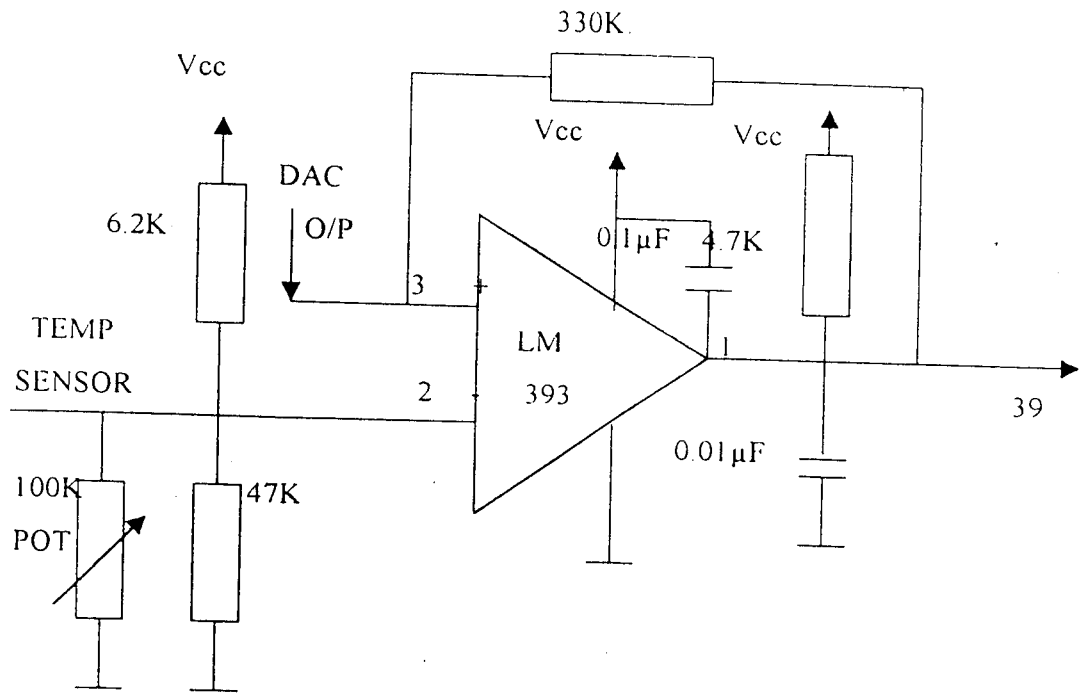 330K.
Vcc
Vcc
Vcc
DAC
O/P
6.2K
0.1µF
4.7K
3
+
TEMP
SENSOR
LM
393
1
2
-
39
0.01µF
100K
POT
47K